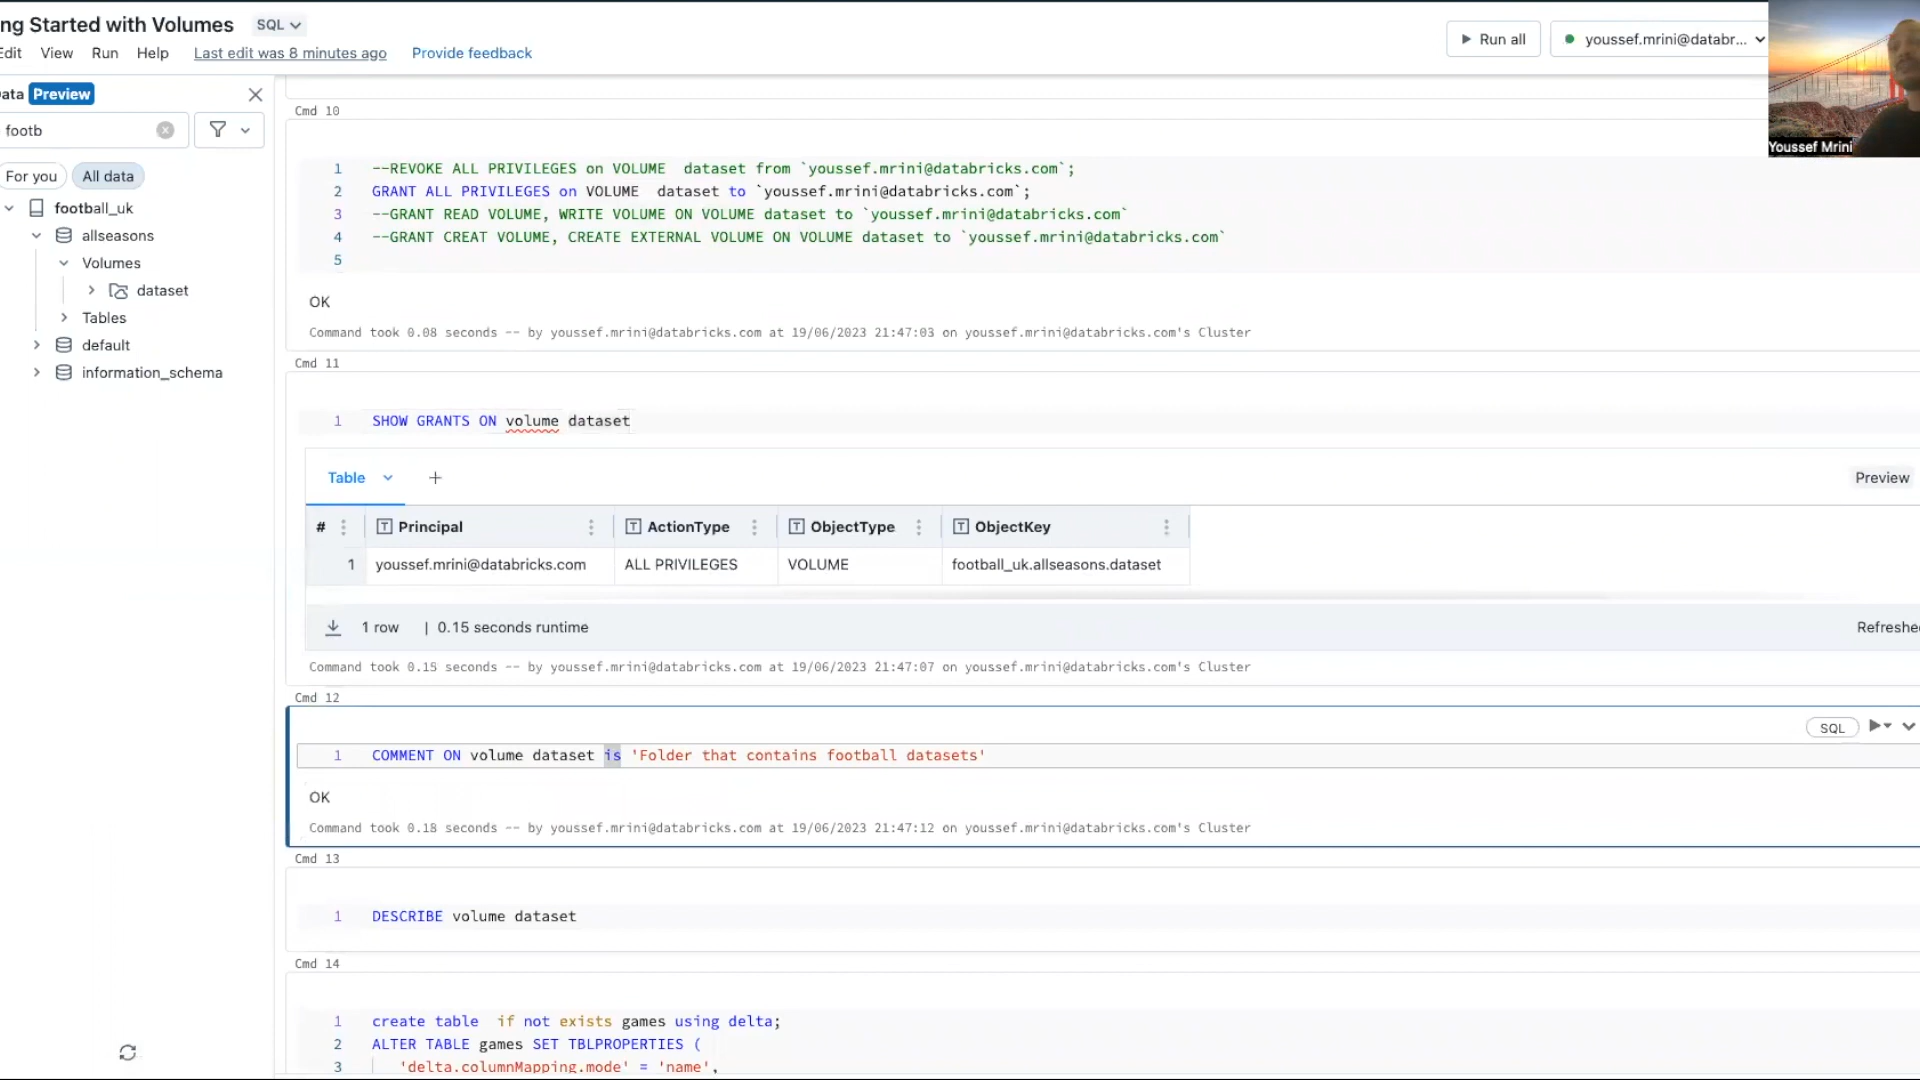 ng Started with Volumes
SQL
Edit View Run Help Last edit was 8 minutes ago Provide feedback
Run all
youssef.mrini@databr...
Youssef Mrini
ata Preview
footb
For you All data
football_uk
allseasons
Volumes
dataset
Tables
default
information_schema
Cmd 10
1 --REVOKE ALL PRIVILEGES on VOLUME  dataset from `youssef.mrini@databricks.com`;
2 GRANT ALL PRIVILEGES on VOLUME  dataset to `youssef.mrini@databricks.com`;
3 --GRANT READ VOLUME, WRITE VOLUME ON VOLUME dataset to `youssef.mrini@databricks.com`
4 --GRANT CREAT VOLUME, CREATE EXTERNAL VOLUME ON VOLUME dataset to `youssef.mrini@databricks.com`
5
OK
Command took 0.08 seconds -- by youssef.mrini@databricks.com at 19/06/2023 21:47:03 on youssef.mrini@databricks.com's Cluster
Cmd 11
1 SHOW GRANTS ON volume dataset
Table +
Preview
# Principal ActionType ObjectType ObjectKey
1 youssef.mrini@databricks.com ALL PRIVILEGES VOLUME football_uk.allseasons.dataset
1 row | 0.15 seconds runtime
Refreshe
Command took 0.15 seconds -- by youssef.mrini@databricks.com at 19/06/2023 21:47:07 on youssef.mrini@databricks.com's Cluster
Cmd 12
SQL
1 COMMENT ON volume dataset is 'Folder that contains football datasets'
OK
Command took 0.18 seconds -- by youssef.mrini@databricks.com at 19/06/2023 21:47:12 on youssef.mrini@databricks.com's Cluster
Cmd 13
1 DESCRIBE volume dataset
Cmd 14
1 create table  if not exists games using delta;
2 ALTER TABLE games SET TBLPROPERTIES (
3 'delta.columnMapping.mode' = 'name',